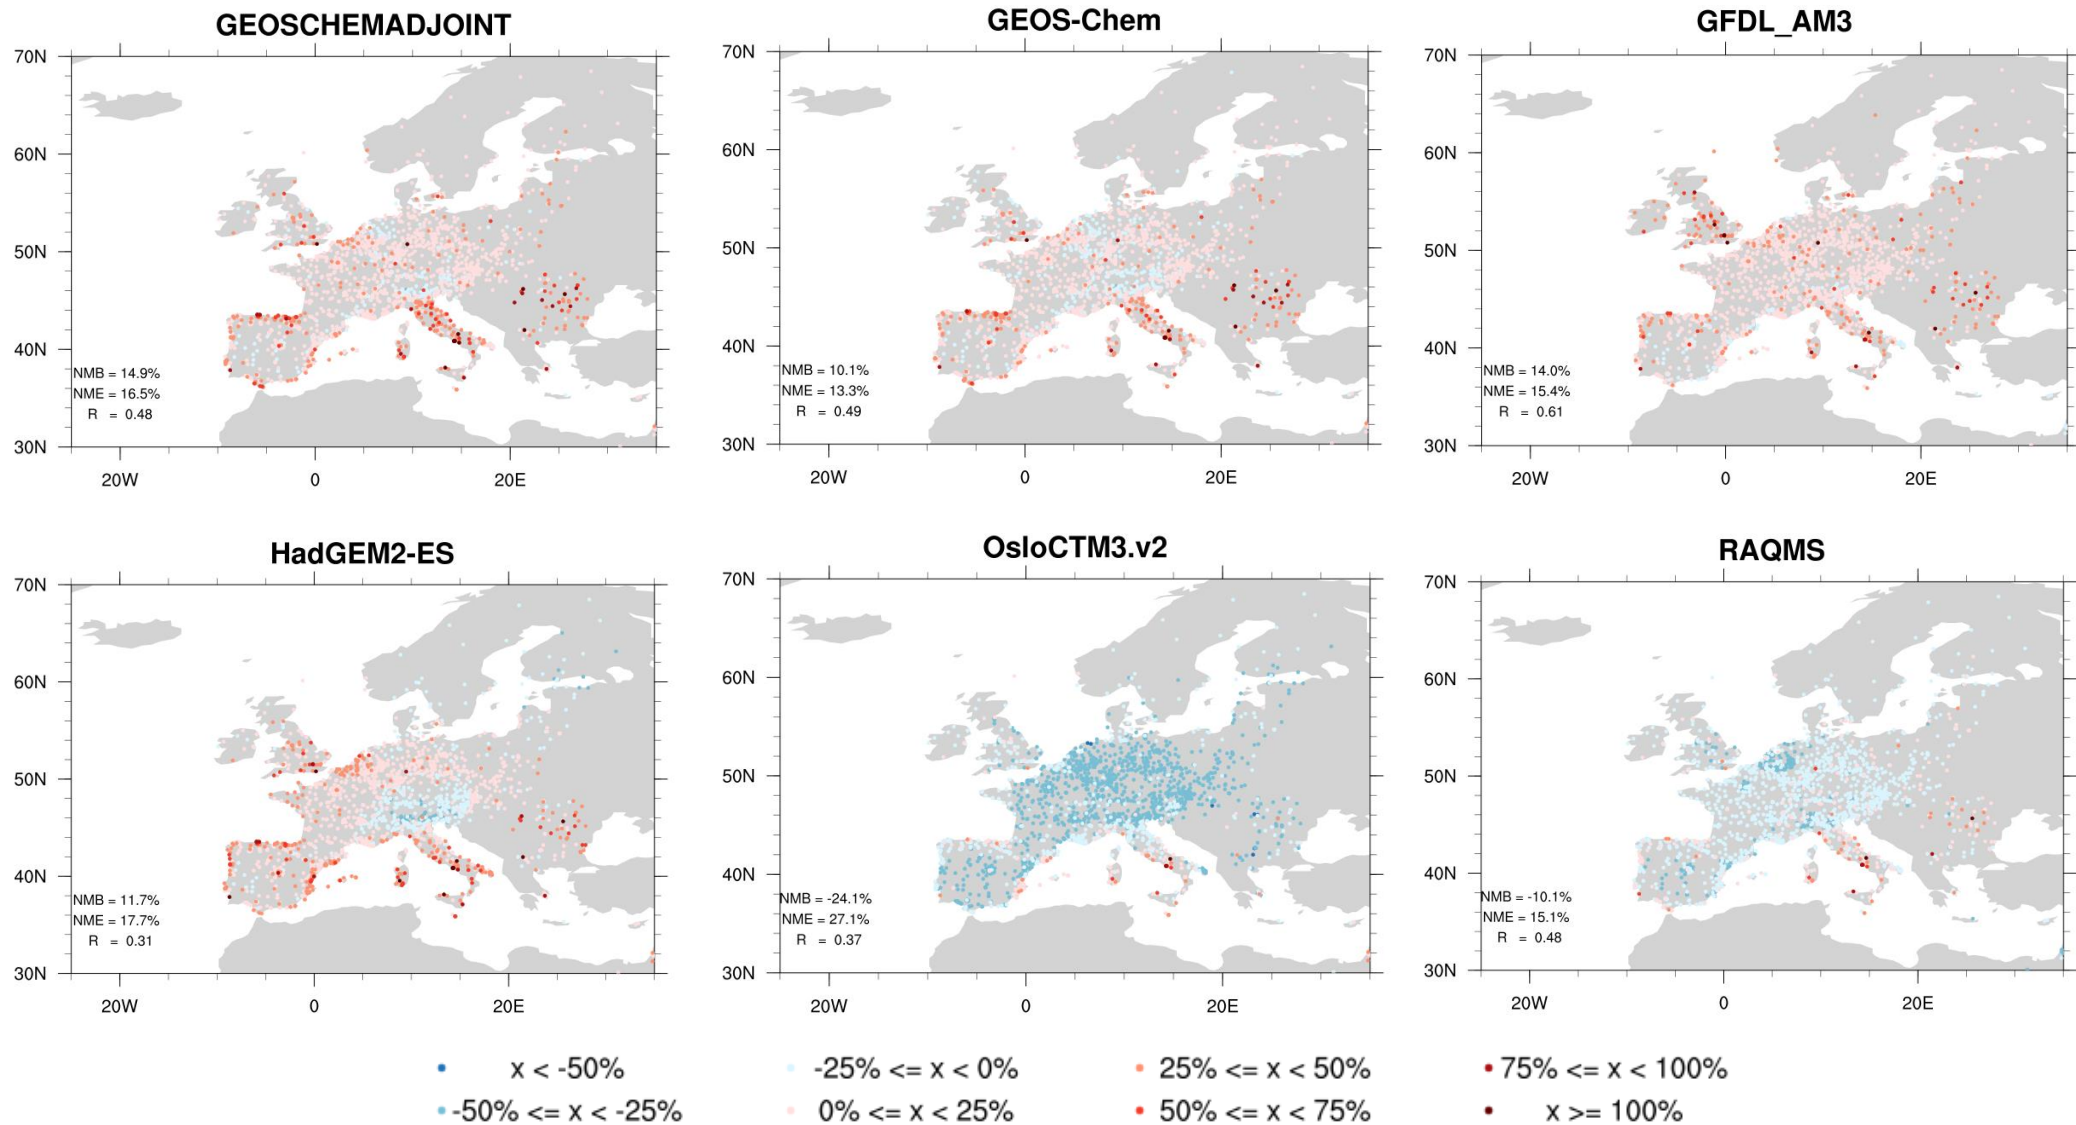 GEOSCHEMADJOINT
70N
60N
50N
40N
30N
NMB = 14.9%
NME = 16.5%
R = 0.48
20W 0 20E
GEOS-Chem
70N
60N
50N
40N
30N
NMB = 10.1%
NME = 13.3%
R = 0.49
20W 0 20E
GFDL_AM3
70N
60N
50N
40N
30N
NMB = 14.0%
NME = 15.4%
R = 0.61
20W 0 20E
HadGEM2-ES
70N
60N
50N
40N
30N
NMB = 11.7%
NME = 17.7%
R = 0.31
20W 0 20E
OsloCTM3.v2
70N
60N
50N
40N
30N
NMB = -24.1%
NME = 27.1%
R = 0.37
20W 0 20E
RAQMS
70N
60N
50N
40N
30N
NMB = -10.1%
NME = 15.1%
R = 0.48
20W 0 20E
x < -50% -25% <= x < 0% 25% <= x < 50% 75% <= x < 100%
-50% <= x < -25% 0% <= x < 25% 50% <= x < 75% x >= 100%